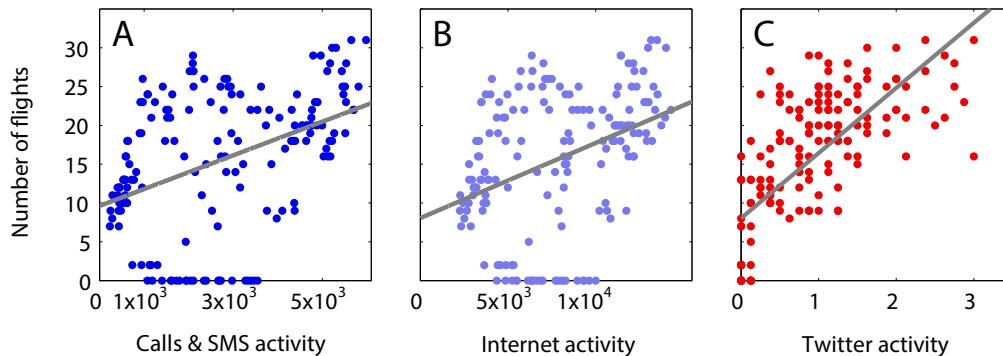 A
B
C
Number of flights
30
25
20
15
10
5
0
0 1x10³ 3x10³ 5x10³
0 5x10³ 1x10⁴
0 1 2 3
Calls & SMS activity
Internet activity
Twitter activity